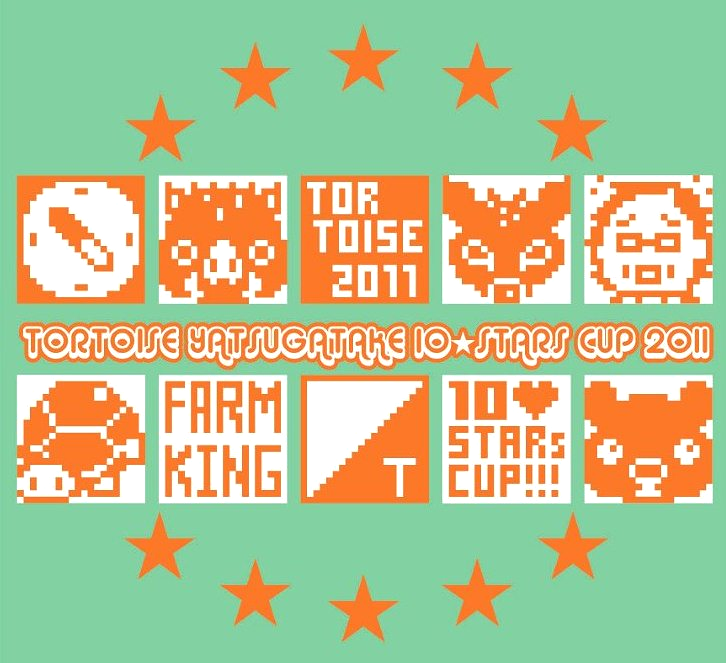 TOR
TOISE
2011
TORTOISE YATSUGATAKE 10★STARS CUP 2011
FARM
KING
T
10♥
STARs
CUP!!!